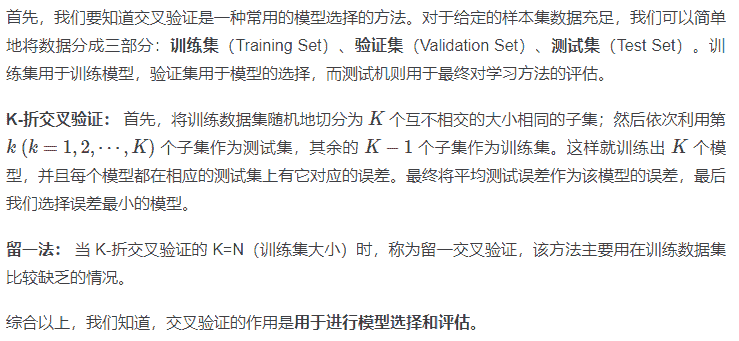 首先，我们要知道交叉验证是一种常用的模型选择的方法。对于给定的样本集数据充足，我们可以简单
地将数据分成三部分：训练集（Training Set）、验证集（Validation Set）、测试集（Test Set）。训
练集用于训练模型，验证集用于模型的选择，而测试机则用于最终对学习方法的评估。
K-折交叉验证： 首先，将训练数据集随机地切分为 K 个互不相交的大小相同的子集；然后依次利用第
k (k = 1, 2, ⋯, K) 个子集作为测试集，其余的 K − 1 个子集作为训练集。这样就训练出 K 个模
型，并且每个模型都在相应的测试集上有它对应的误差。最终将平均测试误差作为该模型的误差，最后
我们选择误差最小的模型。
留一法： 当 K-折交叉验证的 K=N（训练集大小）时，称为留一交叉验证，该方法主要用在训练数据集
比较缺乏的情况。
综合以上，我们知道，交叉验证的作用是用于进行模型选择和评估。